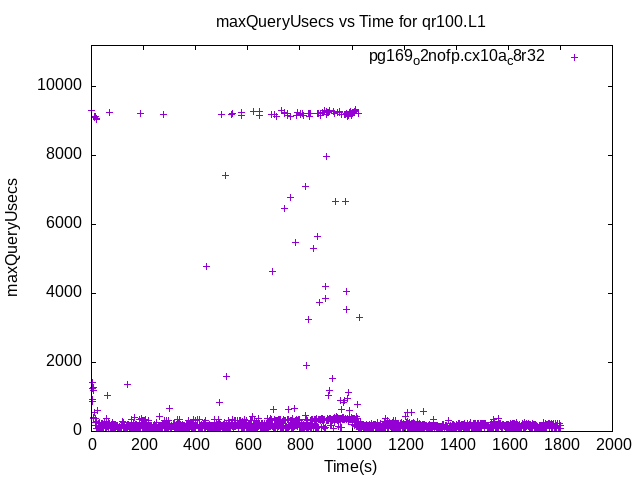 maxQueryUsecs vs Time for qr100.L1
pg169o2nofp.cx10ac8r32
maxQueryUsecs
10000
8000
6000
4000
2000
0
0 200 400 600 800 1000 1200 1400 1600 1800 2000
Time(s)